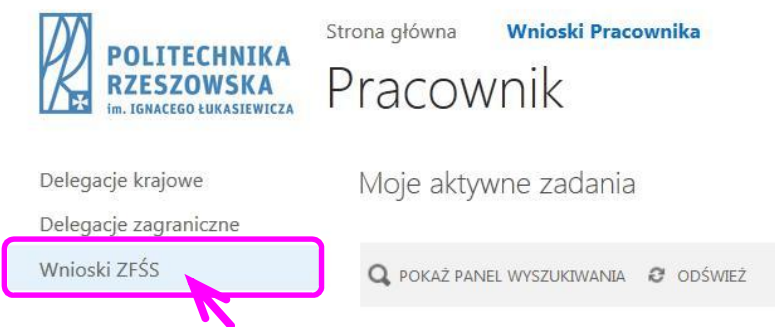 POLITECHNIKA
RZESZOWSKA
im. IGNACEGO ŁUKASIEWICZA
Strona główna Wnioski Pracownika
Pracownik
Delegacje krajowe
Delegacje zagraniczne
Wnioski ZFŚS
Moje aktywne zadania
POKAŻ PANEL WYSZUKIWANIA ODŚWIEŻ